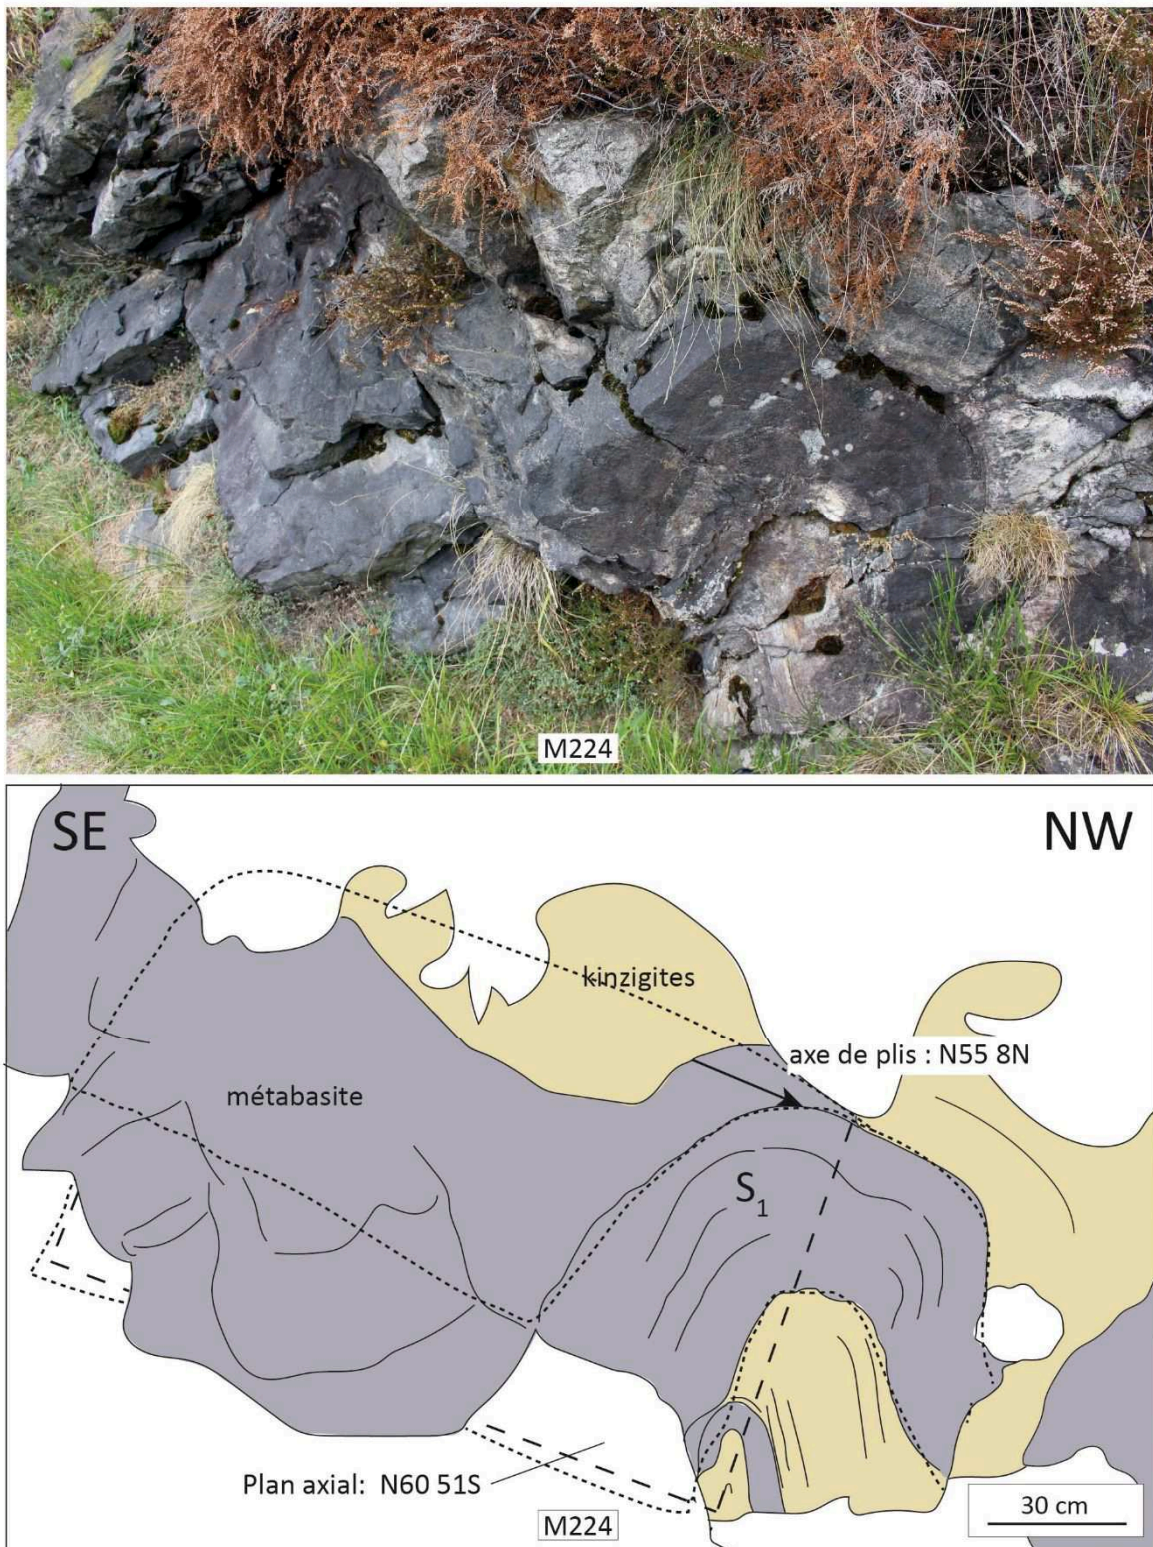 M224
SE
NW
kinzigites
axe de plis : N55 8N
métabasite
S1
Plan axial: N60 51S
30 cm
M224